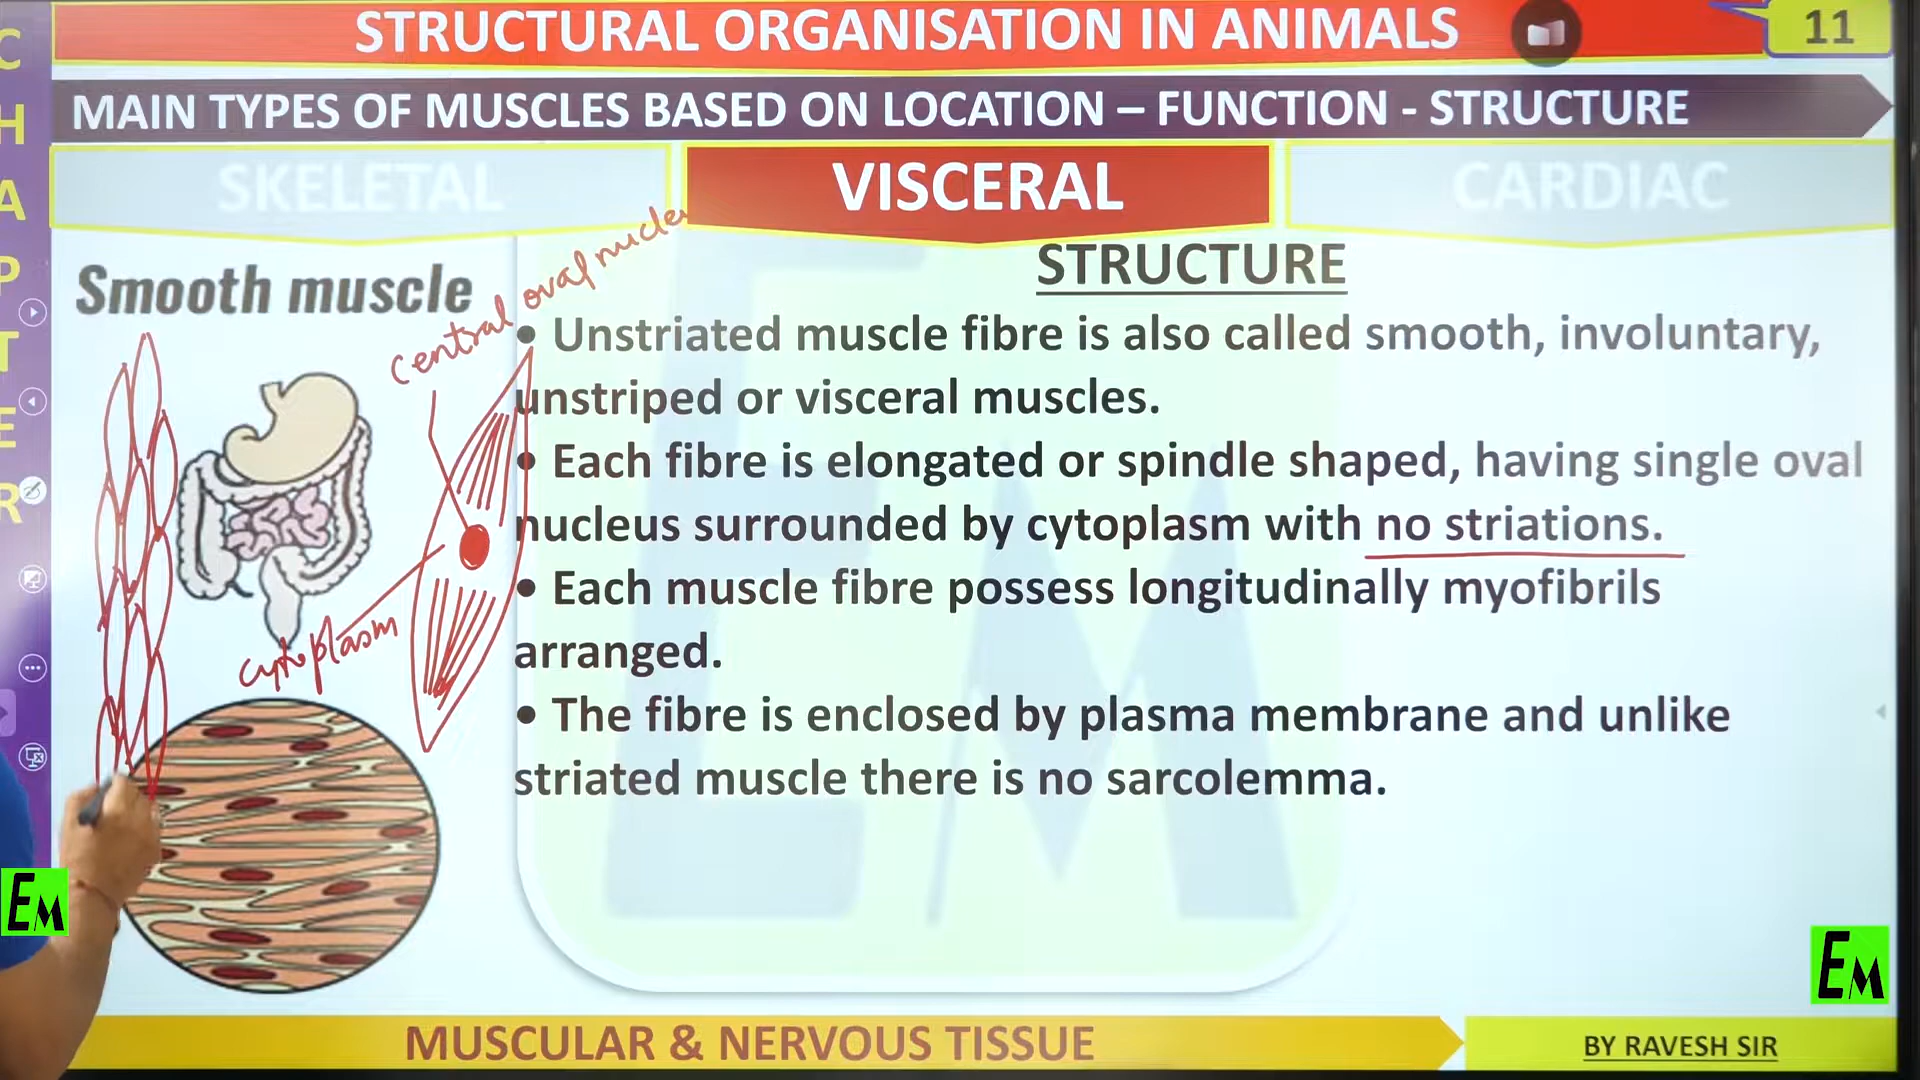 STRUCTURAL ORGANISATION IN ANIMALS
11
MAIN TYPES OF MUSCLES BASED ON LOCATION – FUNCTION - STRUCTURE
SKELETAL
VISCERAL
CARDIAC
CHAPTER
Smooth muscle
central oval
cytoplasm
STRUCTURE
• Unstriated muscle fibre is also called smooth, involuntary,
unstriped or visceral muscles.
• Each fibre is elongated or spindle shaped, having single oval
nucleus surrounded by cytoplasm with no striations.
• Each muscle fibre possess longitudinally myofibrils
arranged.
• The fibre is enclosed by plasma membrane and unlike
striated muscle there is no sarcolemma.
EM
EM
MUSCULAR & NERVOUS TISSUE
BY RAVESH SIR